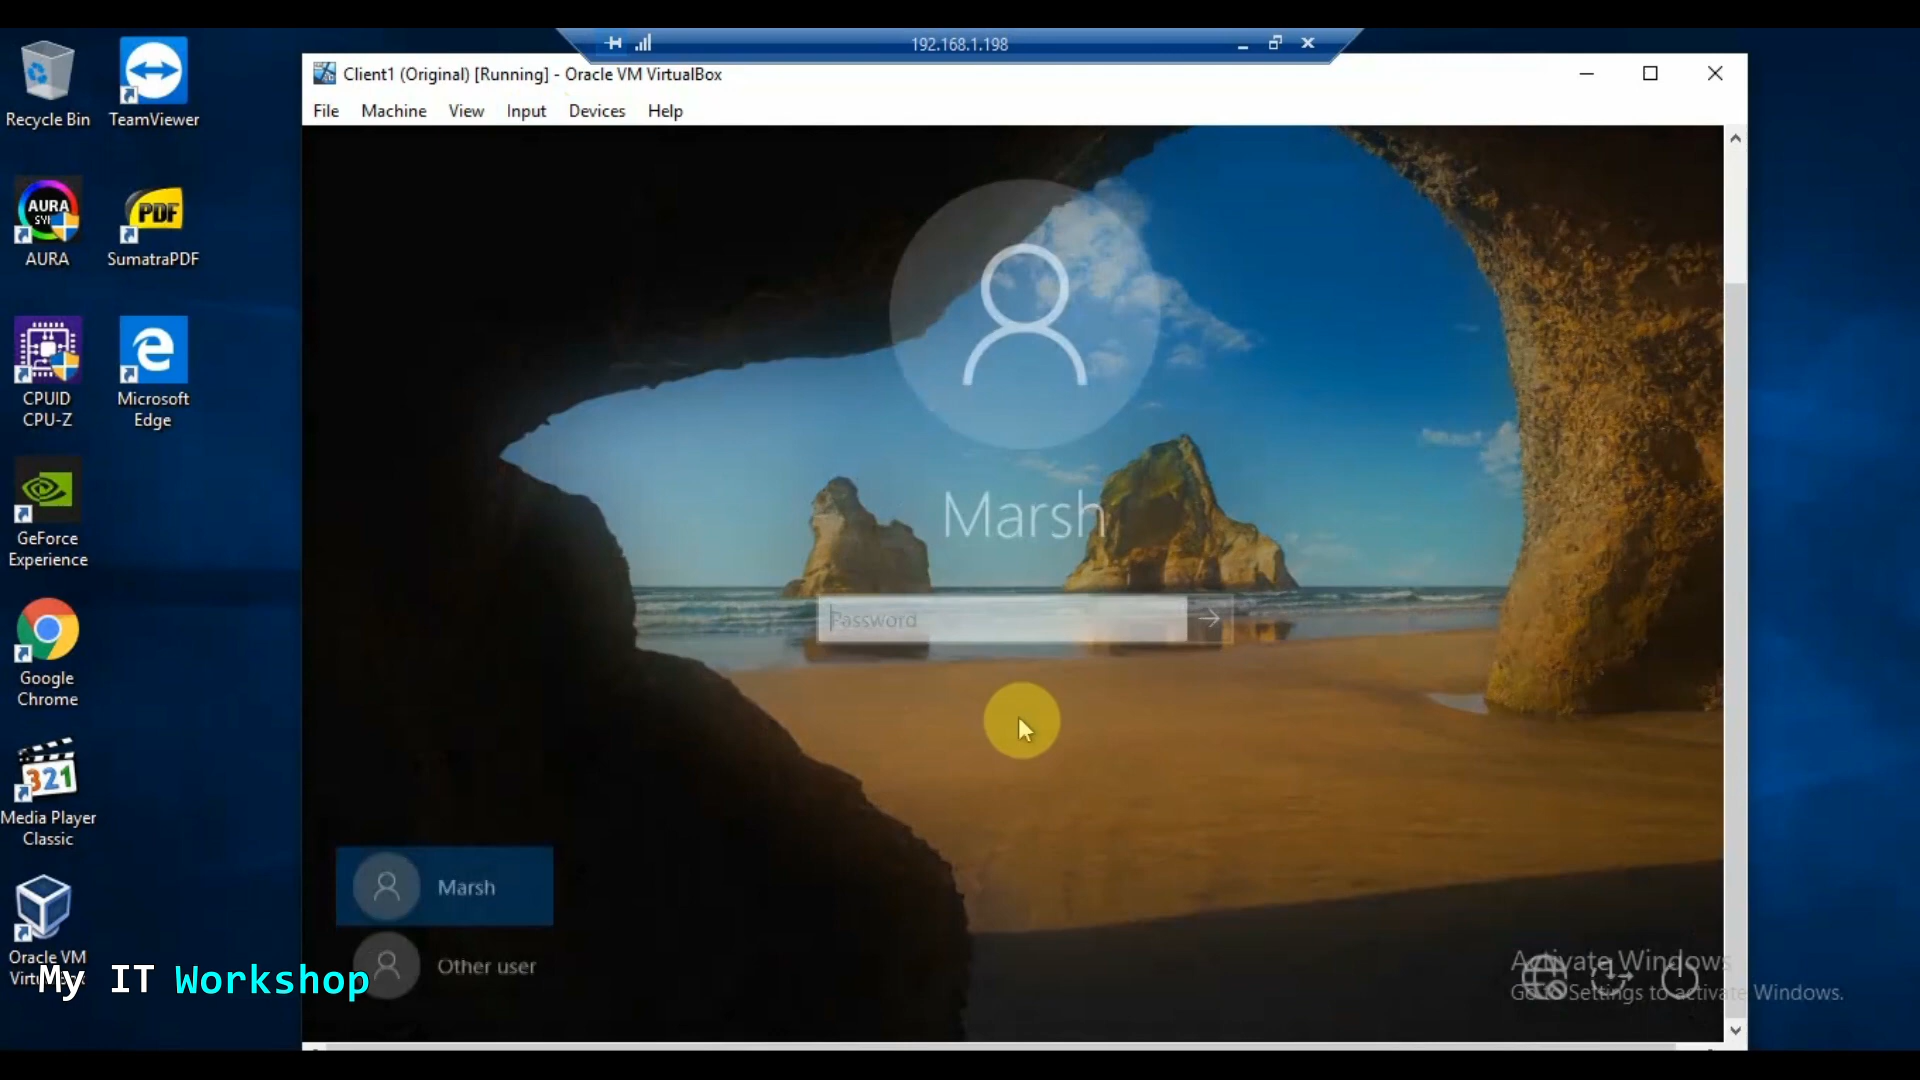 192.168.1.198
Client1 (Original) [Running] - Oracle VM VirtualBox
File Machine View Input Devices Help
Recycle Bin
TeamViewer
AURA
SumatraPDF
CPUID
CPU-Z
Microsoft
Edge
GeForce
Experience
Google
Chrome
Media Player
Classic
Oracle VM
AURA
PDF
321
Marsh
Password
Marsh
Other user
My IT Workshop
Activate Windows
Go to Settings to activate Windows.